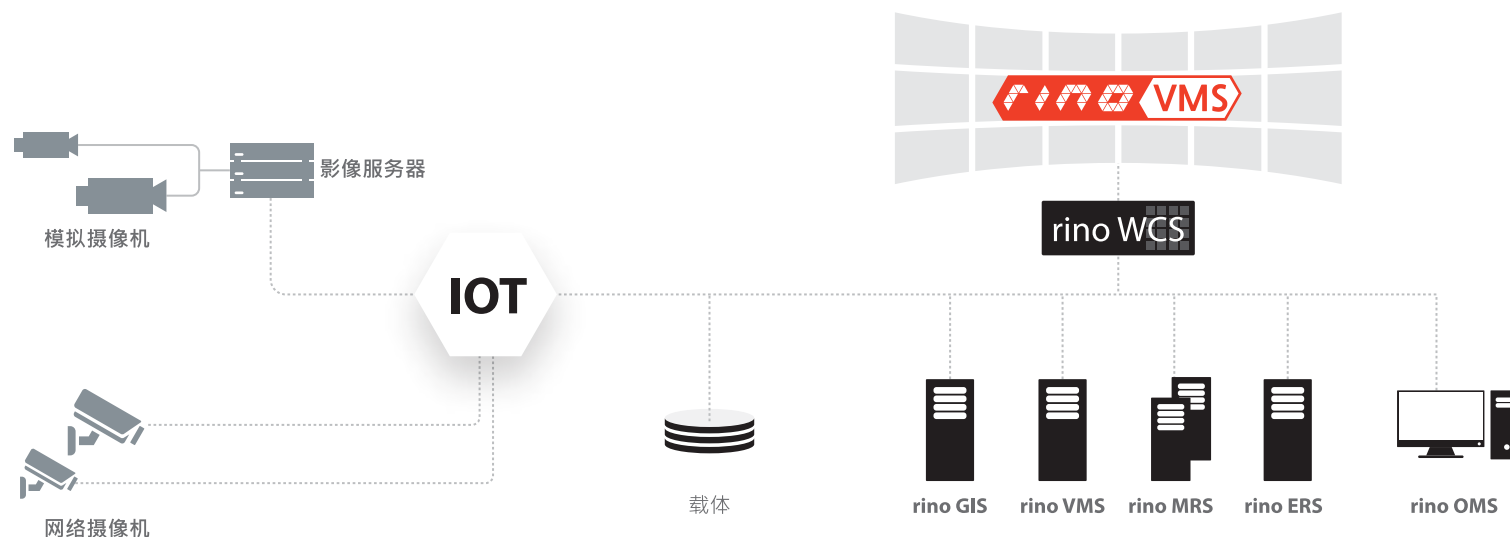 rino VMS
影像服务器
模拟摄像机
rino WCS
IOT
载体
rino GIS
rino VMS
rino MRS
rino ERS
rino OMS
网络摄像机